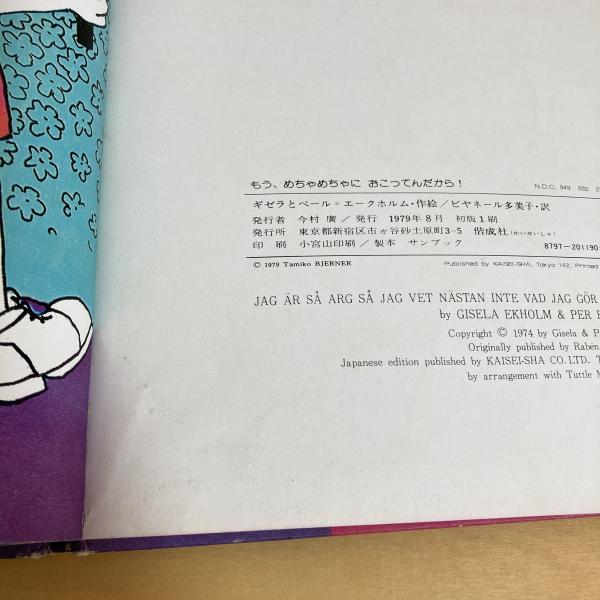 もう、めちゃめちゃに おこってんだから!
N.D.C. 949 32p
ギゼラとペール=エークホルム・作絵/ビヤネール多美子・訳
発行者 今村 廣/発行 1979年8月 初版1刷
発行所 東京都新宿区市ヶ谷砂土原町3-5 偕成社(かいせいしゃ)
印 刷 小宮山印刷/製本 サンブック
8797-201190
© 1979 Tamiko BJERNER
Published by KAISEI-SHA, Tokyo 162, Printed
JAG ÄR SÅ ARG SÅ JAG VET NÄSTAN INTE VAD JAG GÖR
by GISELA EKHOLM & PER
Copyright © 1974 by Gisela &
Originally published by Rabén
Japanese edition published by KAISEI-SHA CO. LTD.
by arrangement with Tuttle